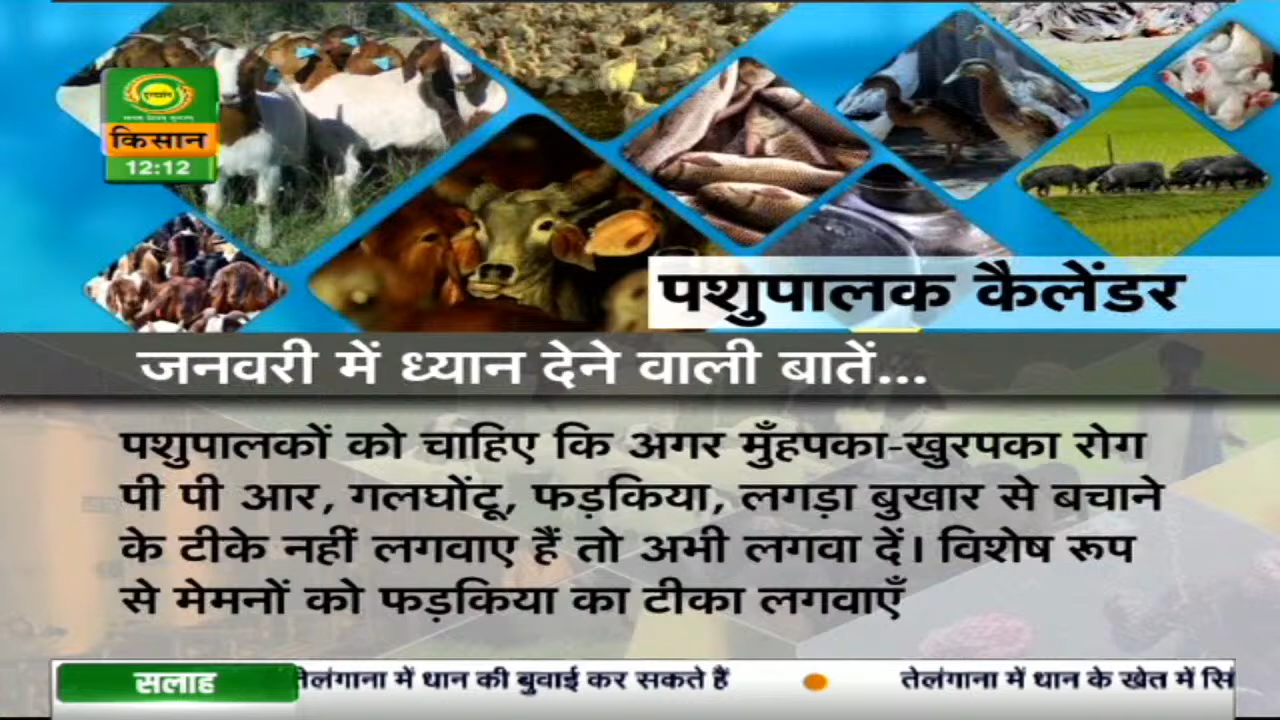 किसान
12:12
पशुपालक कैलेंडर
जनवरी में ध्यान देने वाली बातें...
पशुपालकों को चाहिए कि अगर मुँहपका-खुरपका रोग
पी पी आर, गलघोंटू, फड़किया, लगड़ा बुखार से बचाने
के टीके नहीं लगवाए हैं तो अभी लगवा दें। विशेष रूप
से मेमनों को फड़किया का टीका लगवाएँ
सलाह
तेलंगाना में धान की बुवाई कर सकते हैं
तेलंगाना में धान के खेत में